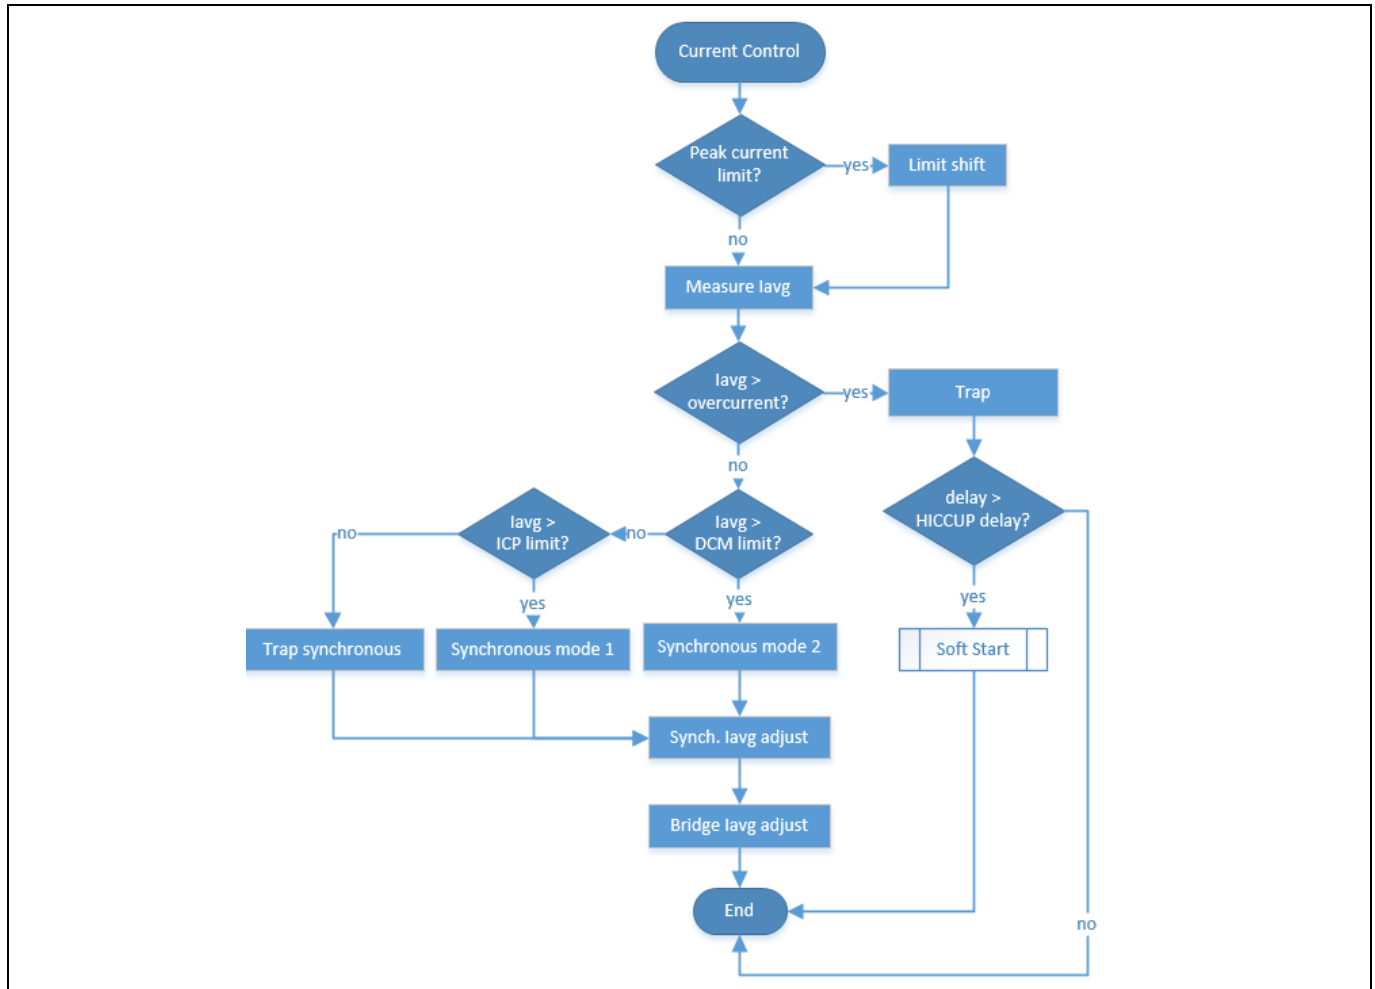 Current Control
Peak current
limit?
yes
Limit shift
no
Measure Iavg
Iavg >
overcurrent?
yes
Trap
no
delay >
HICCUP delay?
Iavg >
DCM limit?
no
Iavg >
ICP limit?
no
yes
yes
yes
Trap synchronous
Synchronous mode 1
Synchronous mode 2
Soft Start
Synch. Iavg adjust
Bridge Iavg adjust
End
no